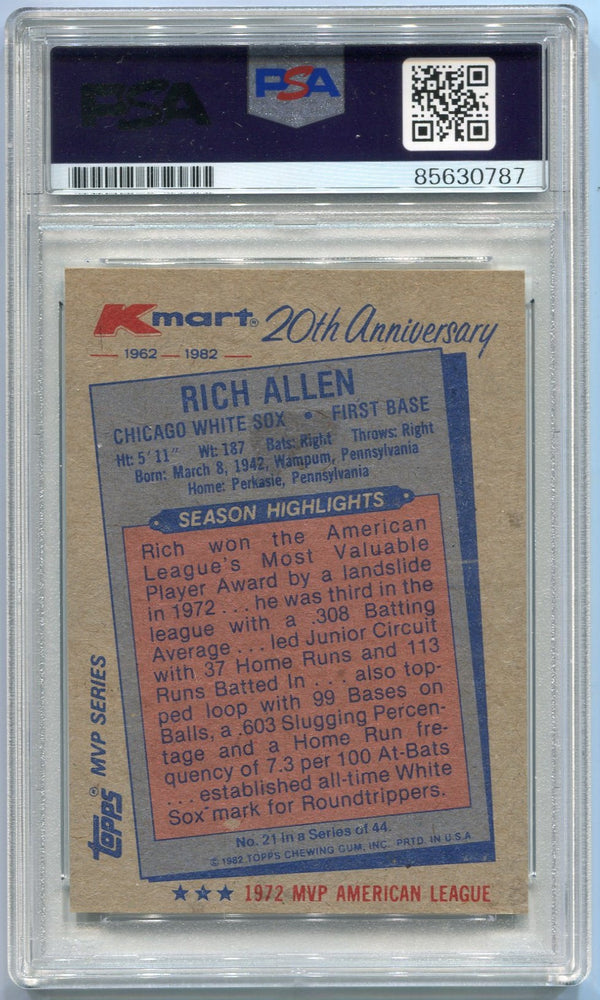 PSA
PSA
85630787
Kmart® 20th Anniversary
1962 — 1982
RICH ALLEN
CHICAGO WHITE SOX • FIRST BASE
Ht: 5' 11" Wt: 187 Bats: Right Throws: Right
Born: March 8, 1942, Wampum, Pennsylvania
Home: Perkasie, Pennsylvania
SEASON HIGHLIGHTS
Rich won the American
League's Most Valuable
Player Award by a landslide
in 1972 . . . he was third in the
league with a .308 Batting
Average . . . led Junior Circuit
with 37 Home Runs and 113
Runs Batted In . . . also top-
ped loop with 99 Bases on
Balls, a .603 Slugging Percen-
tage and a Home Run fre-
quency of 7.3 per 100 At-Bats
. . . established all-time White
Sox mark for Roundtrippers.
No. 21 in a Series of 44.
© 1982 TOPPS CHEWING GUM, INC. PRTD. IN U.S.A.
TOPPS® MVP SERIES
★★★ 1972 MVP AMERICAN LEAGUE